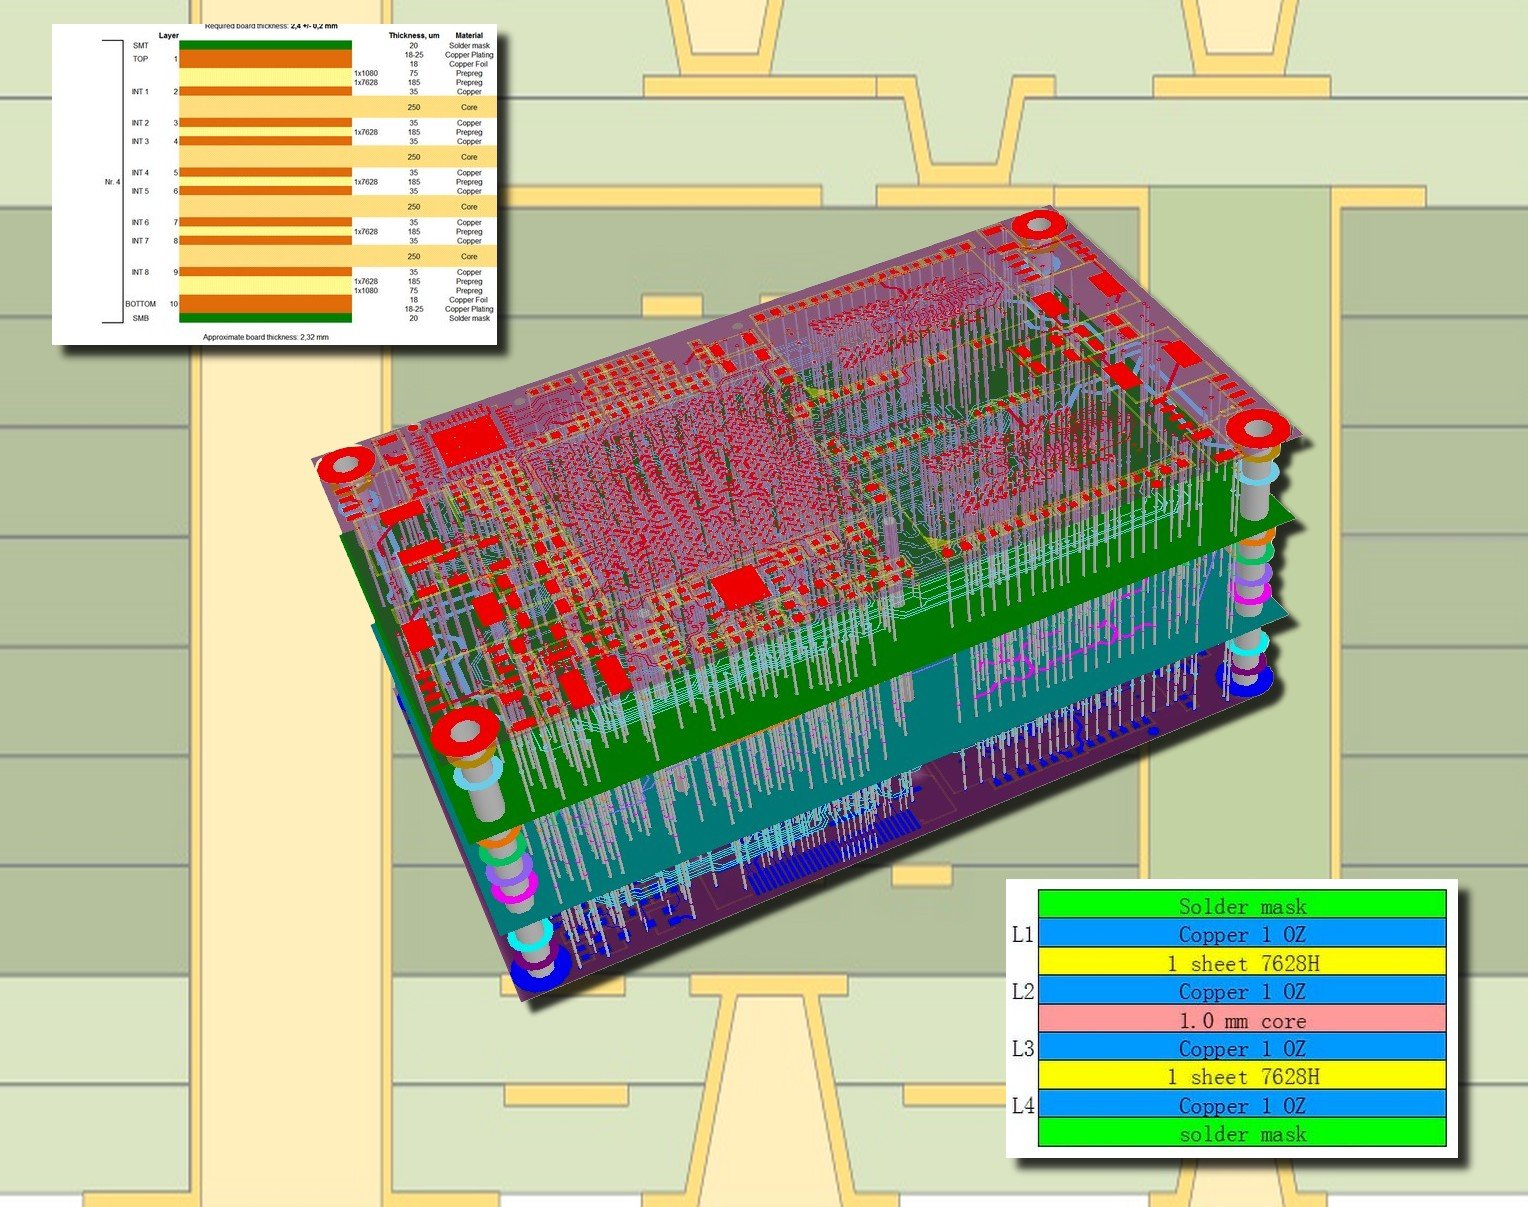 Required board thickness: 2,4 +/- 0,2 mm
Layer Thickness, um Material
SMT 20 Solder mask
18-25 Copper Plating
TOP 1
18 Copper Foil
1x1080 75 Prepreg
1x7628 185 Prepreg
INT 1 2 35 Copper
250 Core
INT 2 3 35 Copper
1x7628 185 Prepreg
INT 3 4 35 Copper
250 Core
INT 4 5 35 Copper
Nr. 4 1x7628 185 Prepreg
INT 5 6 35 Copper
250 Core
INT 6 7 35 Copper
1x7628 185 Prepreg
INT 7 8 35 Copper
250 Core
INT 8 9 35 Copper
1x7628 185 Prepreg
1x1080 75 Prepreg
18 Copper Foil
BOTTOM 10
18-25 Copper Plating
SMB 20 Solder mask
Approximate board thickness: 2,32 mm
Solder mask
L1 Copper 1 OZ
1 sheet 7628H
L2 Copper 1 OZ
1.0 mm core
L3 Copper 1 OZ
1 sheet 7628H
L4 Copper 1 OZ
solder mask